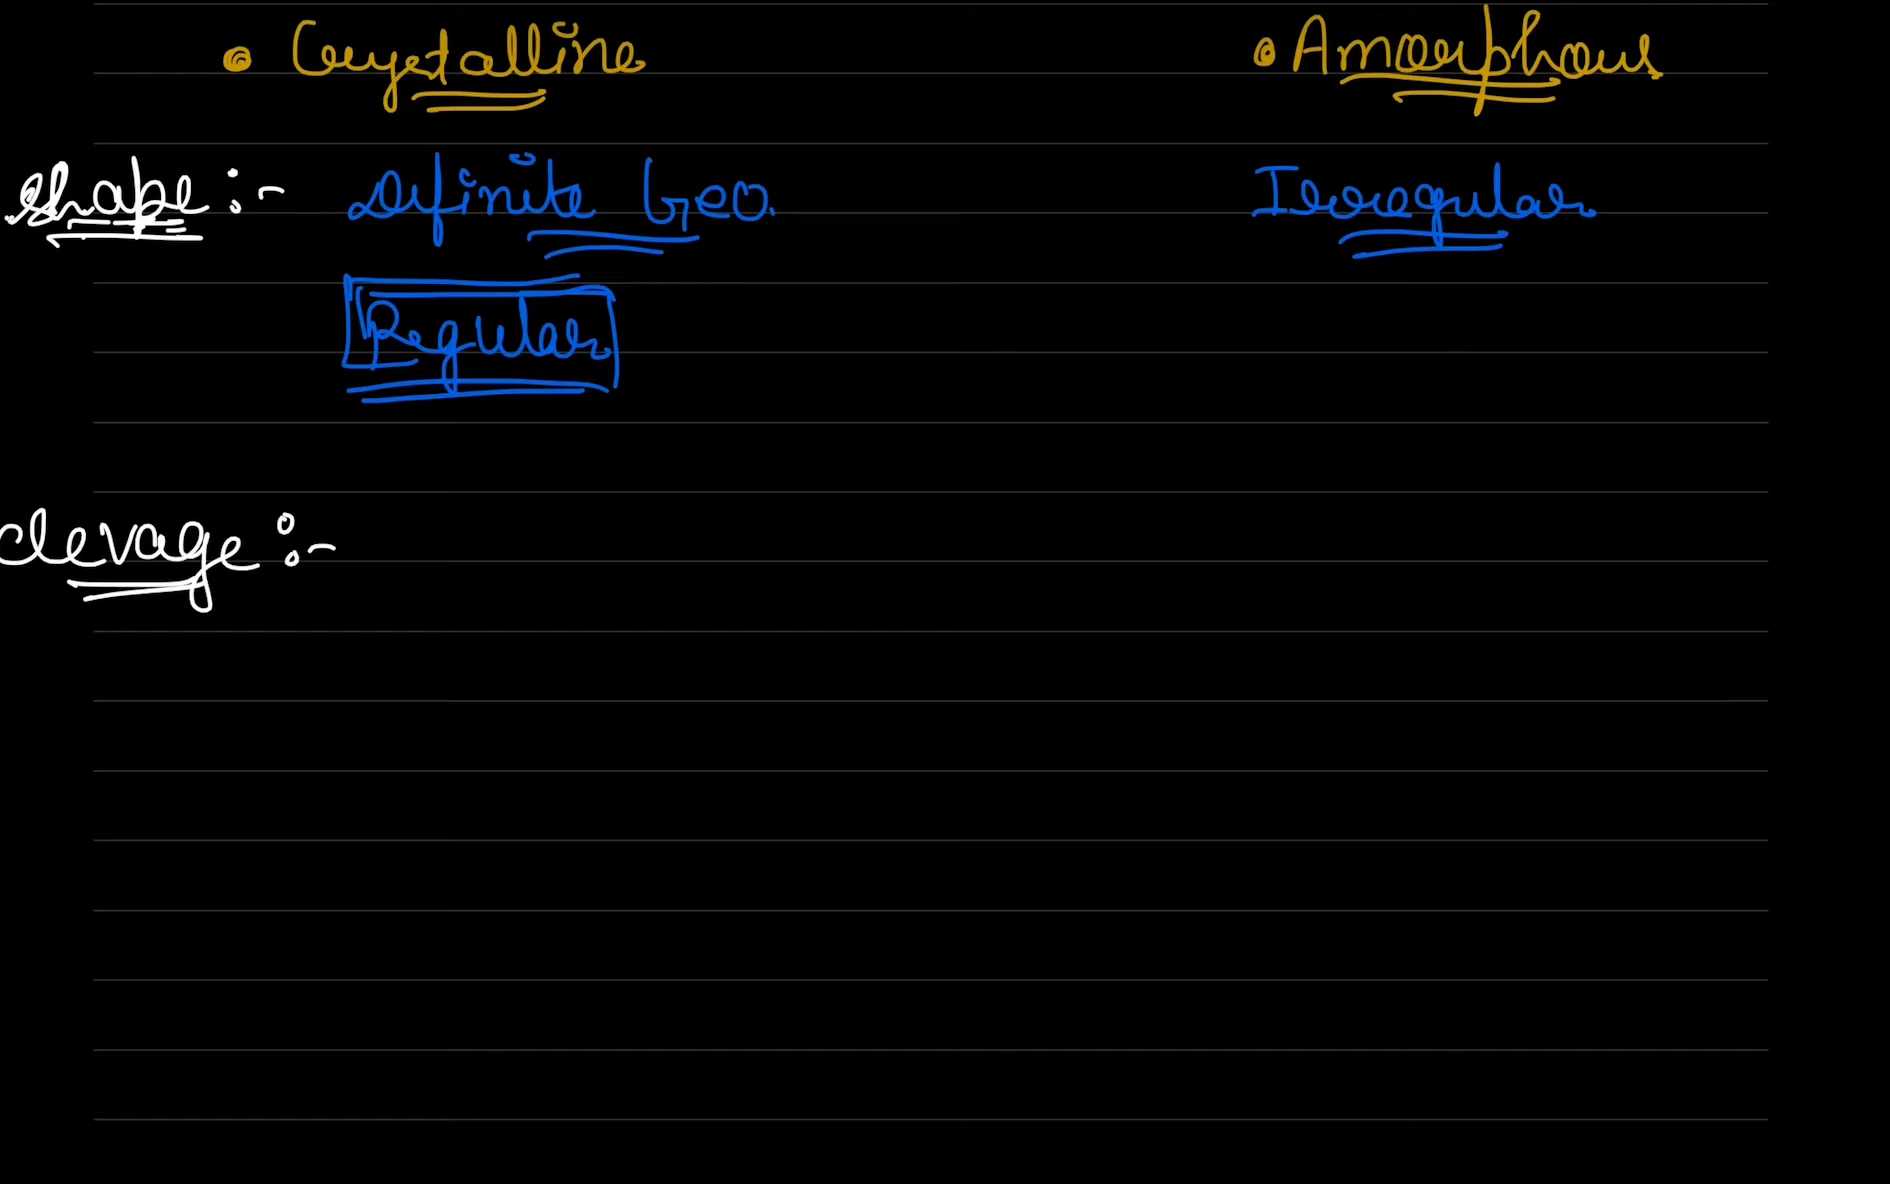 • Crystalline • Amorphous
shape :- Definite Geo. Irregular
Regular
clevage :-